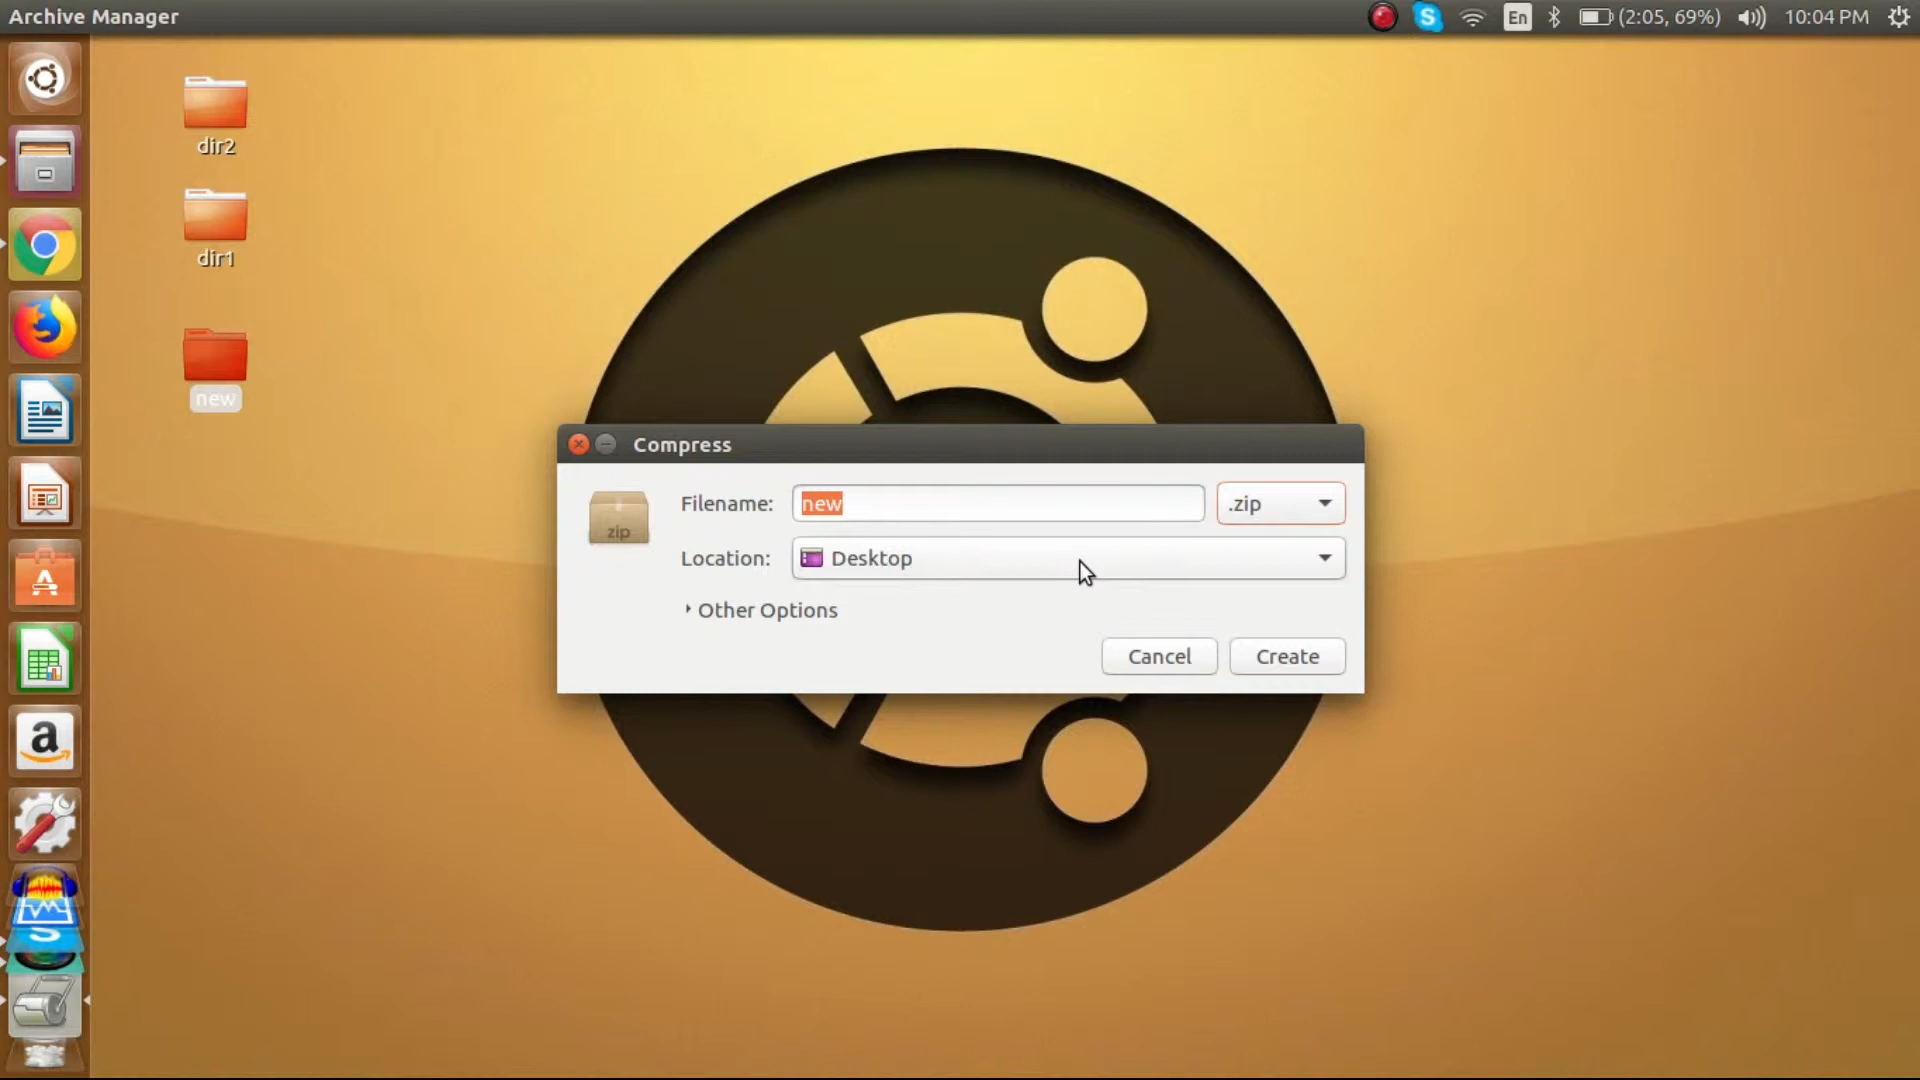 Archive Manager
S
En
(2:05, 69%)
10:04 PM
dir2
dir1
new
Compress
zip
Filename:
new
.zip
Location:
Desktop
Other Options
Cancel
Create
A
a
S